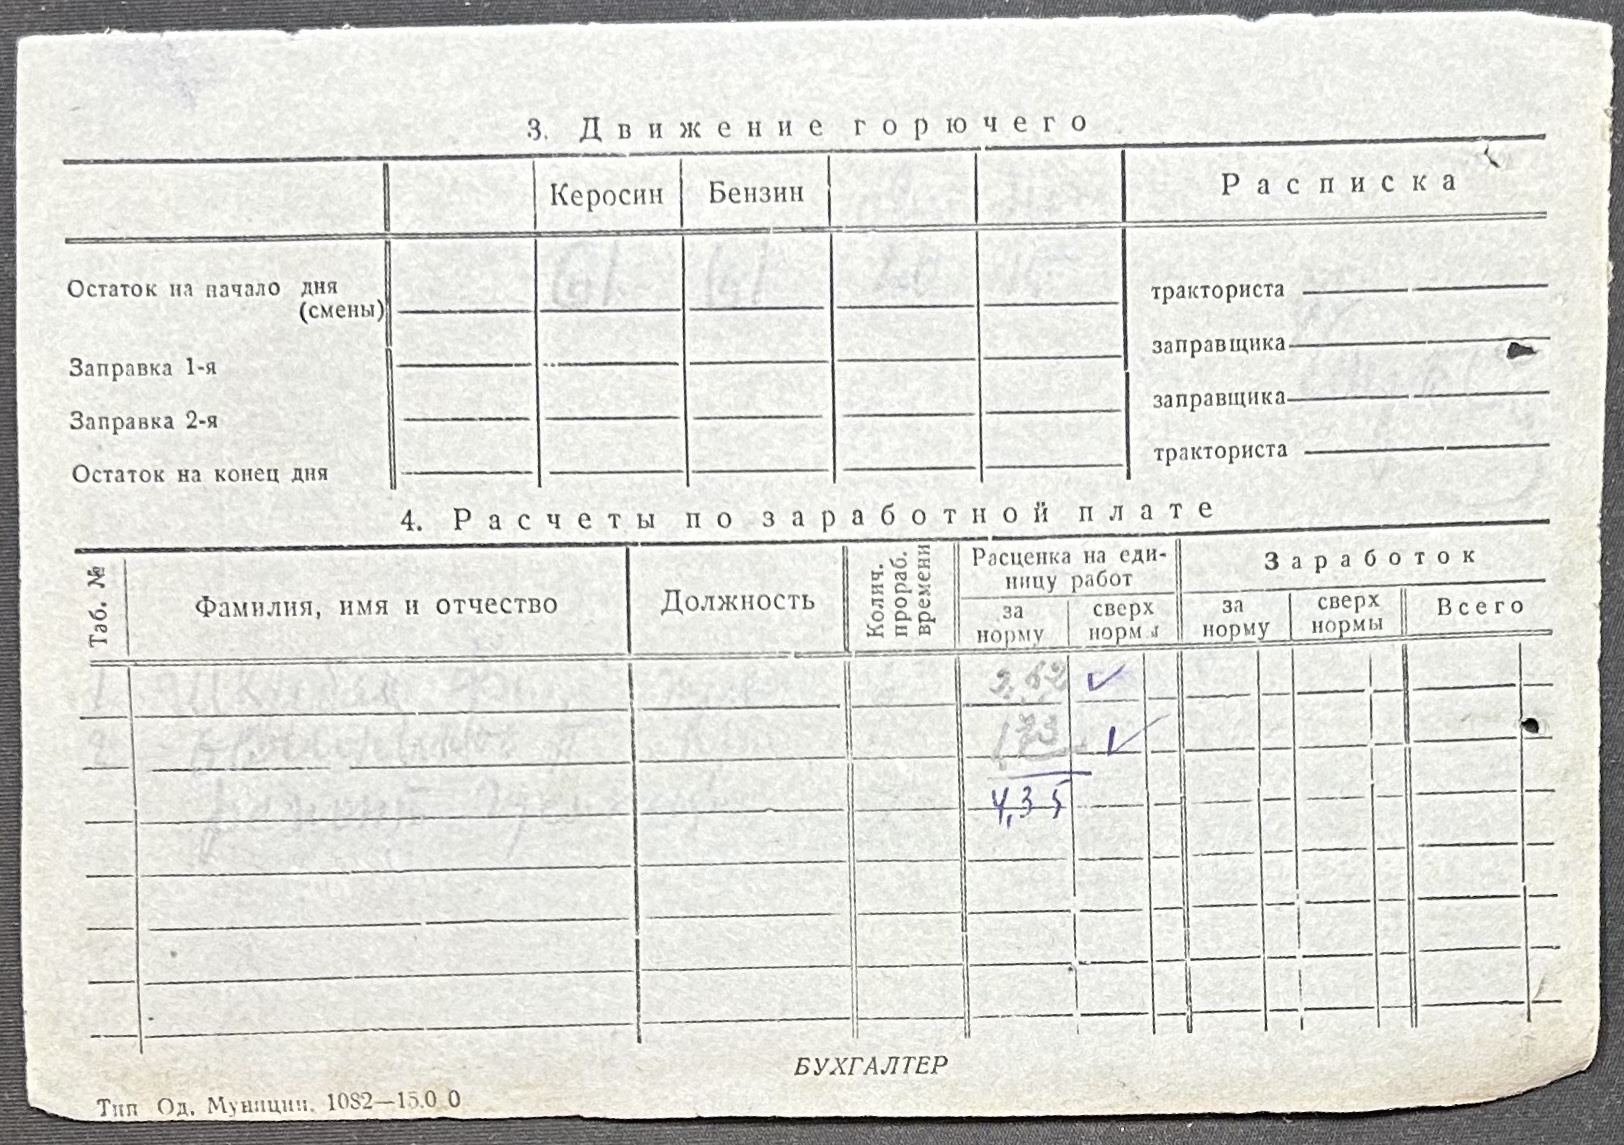 3. Движение горючего
Керосин Бензин Расписка
Остаток на начало дня
(смены)
Заправка 1-я
Заправка 2-я
Остаток на конец дня
тракториста
заправщика
заправщика
тракториста
4. Расчеты по заработной плате
Таб. №
Фамилия, имя и отчество
Должность
Колич.
прораб.
времени
Расценка на еди-
ницу работ
за
норму
сверх
нормы
Заработок
за
норму
сверх
нормы
Всего
2,62 ✓
1,73 ✓
4,35
БУХГАЛТЕР
Тип Од. Муницип. 1082—15.0 0